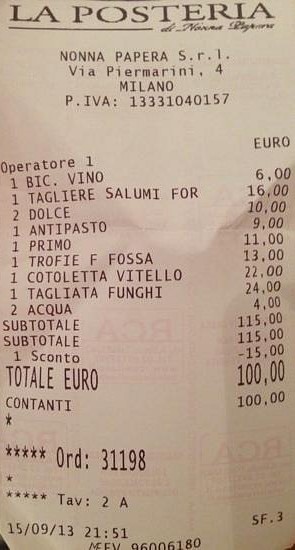 LA POSTERIA
di Nonna Papera
NONNA PAPERA S.r.l.
Via Piermarini, 4
MILANO
P.IVA: 13331040157
EURO
Operatore 1
1 BIC. VINO 6,00
1 TAGLIERE SALUMI FOR 16,00
2 DOLCE 10,00
1 ANTIPASTO 9,00
1 PRIMO 11,00
1 TROFIE F FOSSA 13,00
1 COTOLETTA VITELLO 22,00
1 TAGLIATA FUNGHI 24,00
2 ACQUA 4,00
SUBTOTALE 115,00
SUBTOTALE 115,00
1 Sconto -15,00
TOTALE EURO 100,00
CONTANTI 100,00
*
***** Ord: 31198
*
***** Tav: 2 A
15/09/13 21:51 SF.3
96006180